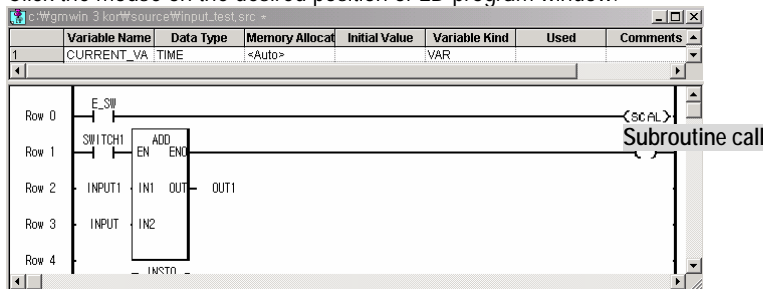 Click the mouse on the desired position of LD program window.
c:₩gmwin 3 kor₩source₩input_test,src *
Variable Name Data Type Memory Allocat Initial Value Variable Kind Used Comments
1 CURRENT_VA TIME <Auto> VAR
E_SW
Row 0 (SCAL)
Subroutine call
SWITCH1 ADD
Row 1 EN ENO ( )
Row 2 INPUT1 IN1 OUT OUT1
Row 3 INPUT IN2
Row 4
INST0